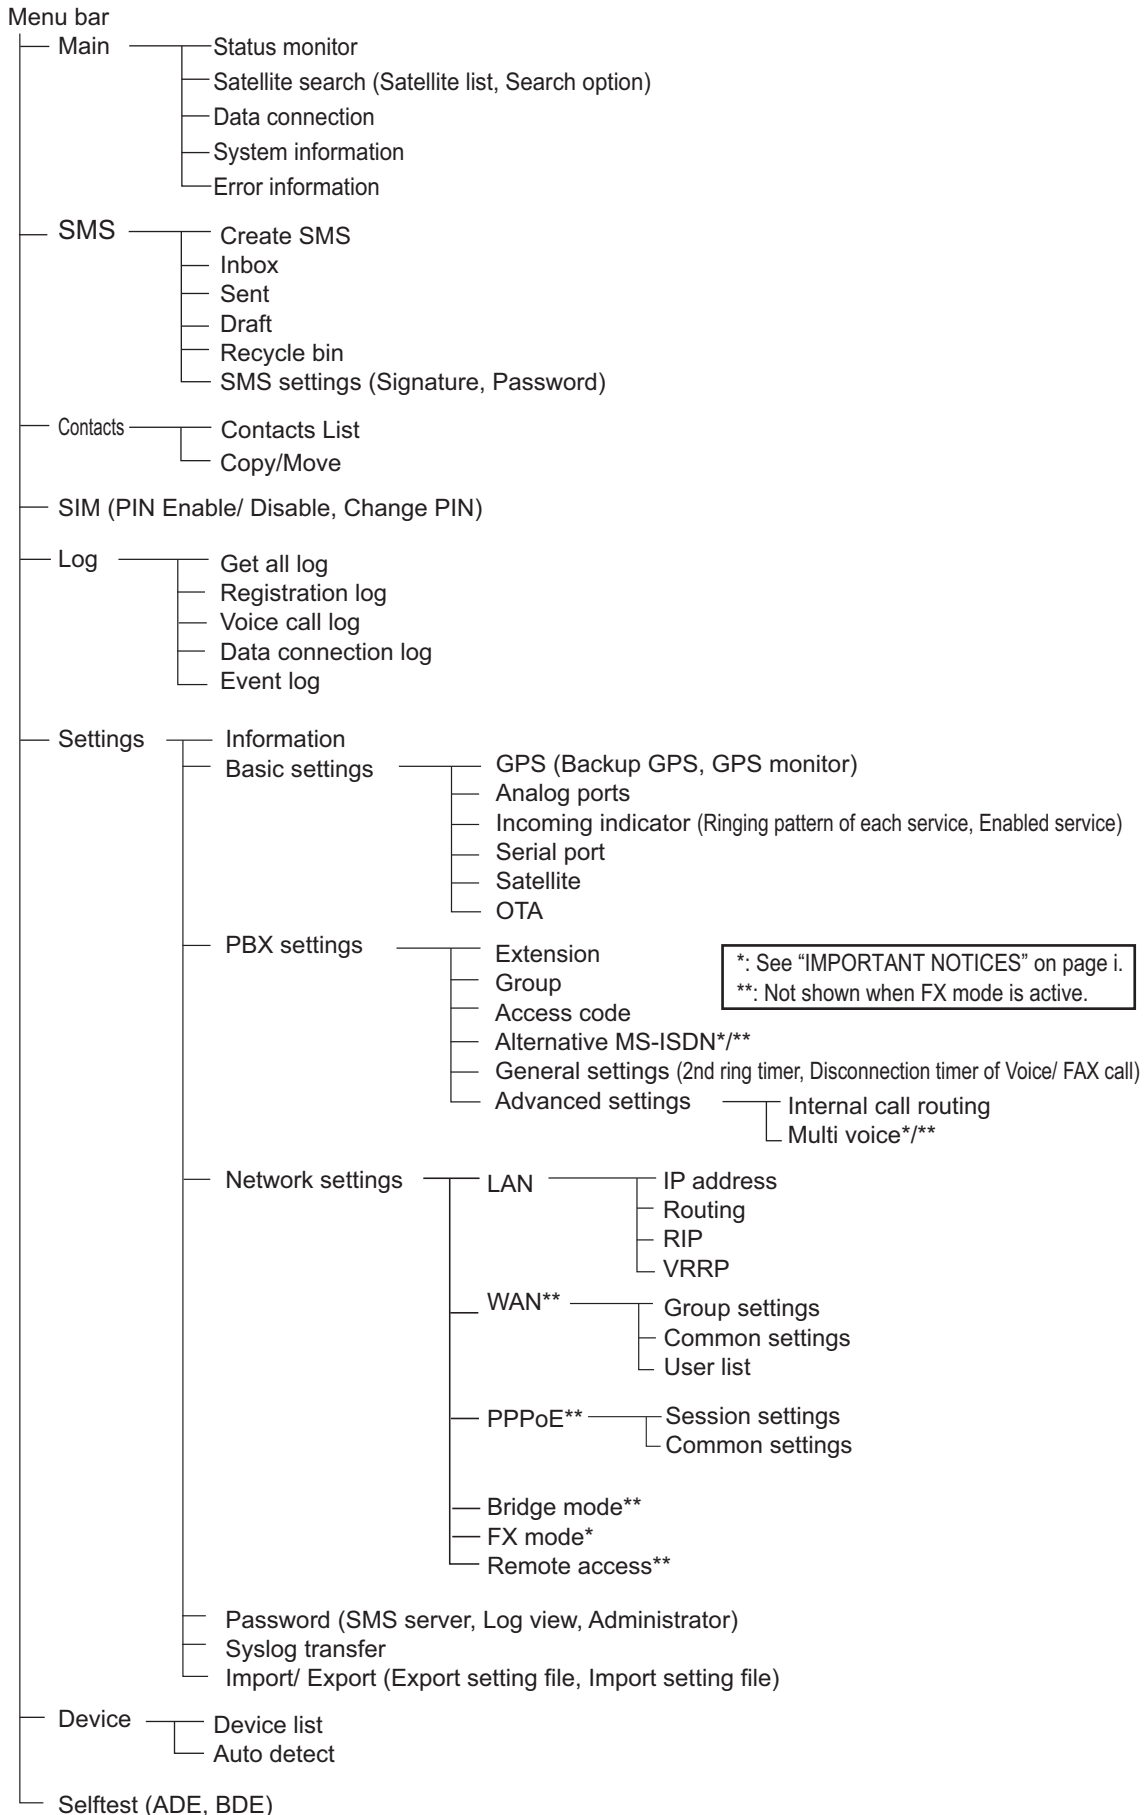 Menu bar
Main
Status monitor
Satellite search (Satellite list, Search option)
Data connection
System information
Error information
SMS
Create SMS
Inbox
Sent
Draft
Recycle bin
SMS settings (Signature, Password)
Contacts
Contacts List
Copy/Move
SIM (PIN Enable/ Disable, Change PIN)
Log
Get all log
Registration log
Voice call log
Data connection log
Event log
Settings
Information
Basic settings
GPS (Backup GPS, GPS monitor)
Analog ports
Incoming indicator (Ringing pattern of each service, Enabled service)
Serial port
Satellite
OTA
PBX settings
Extension
Group
Access code
Alternative MS-ISDN*/**
General settings (2nd ring timer, Disconnection timer of Voice/ FAX call)
Advanced settings
Internal call routing
Multi voice*/**
*: See “IMPORTANT NOTICES” on page i.
**: Not shown when FX mode is active.
Network settings
LAN
IP address
Routing
RIP
VRRP
WAN**
Group settings
Common settings
User list
PPPoE**
Session settings
Common settings
Bridge mode**
FX mode*
Remote access**
Password (SMS server, Log view, Administrator)
Syslog transfer
Import/ Export (Export setting file, Import setting file)
Device
Device list
Auto detect
Selftest (ADE, BDE)